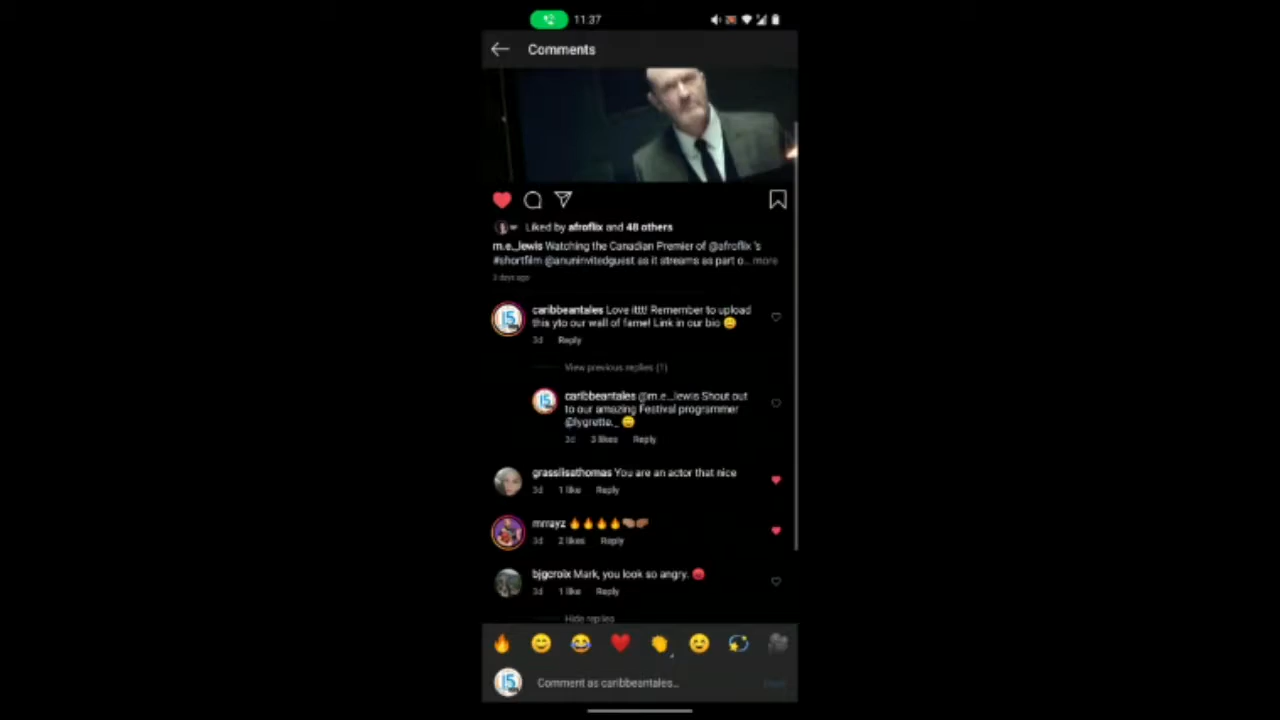 11.37
Comments
Liked by afroflix and 48 others
m.e._lewis Watching the Canadian Premier of @afroflix 's
#shortfilm @anuninvitedguest as it streams as part o... more
3 days ago
caribbeantales Love ittt! Remember to upload
this yto our wall of fame! Link in our bio 😀
3d Reply
View previous replies (1)
caribbeantales @m.e._lewis Shout out
to our amazing Festival programmer
@lygrette._ 😊
3d 3 likes Reply
grasslisathomas You are an actor that nice
3d 1 like Reply
mrrayz 🔥🔥🔥🔥
3d 2 likes Reply
bjgcroix Mark, you look so angry. 😡
3d 1 like Reply
Hide replies
15
Comment as caribbeantales...